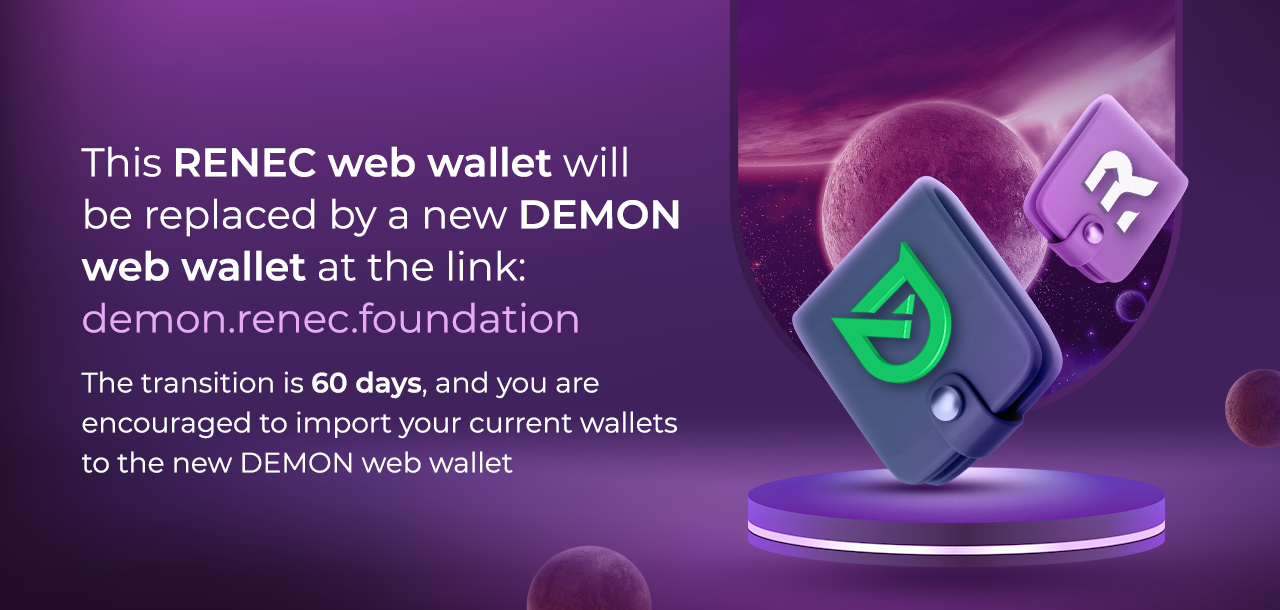 This RENEC web wallet will
be replaced by a new DEMON
web wallet at the link:
demon.renec.foundation
The transition is 60 days, and you are
encouraged to import your current wallets
to the new DEMON web wallet